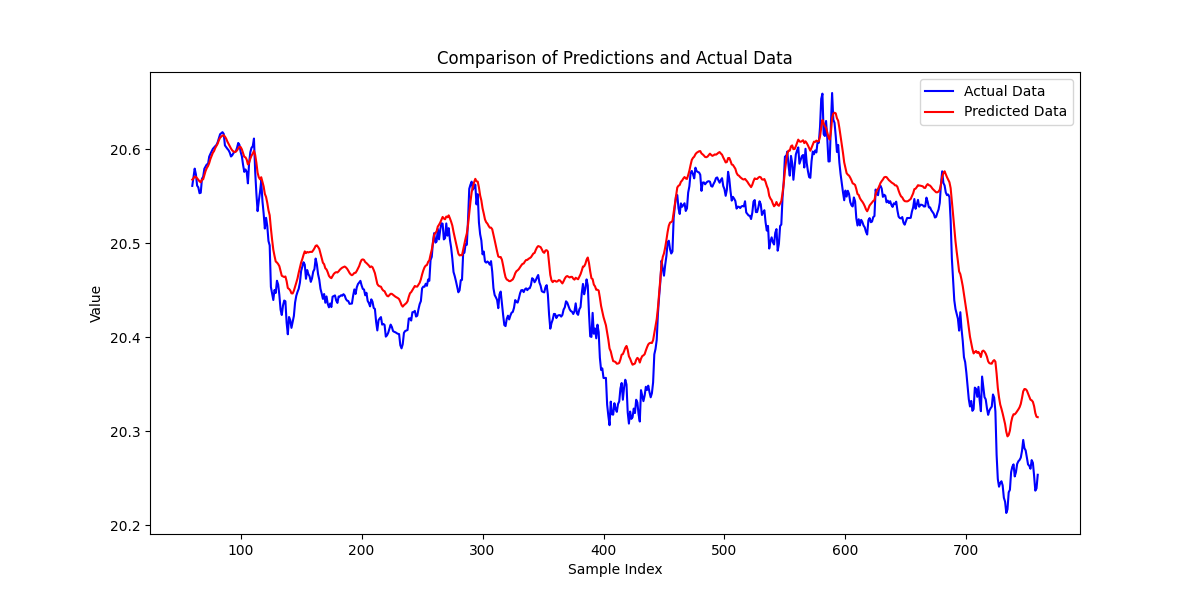 Comparison of Predictions and Actual Data
Actual Data
Predicted Data
20.6
20.5
20.4
20.3
20.2
Value
100 200 300 400 500 600 700
Sample Index